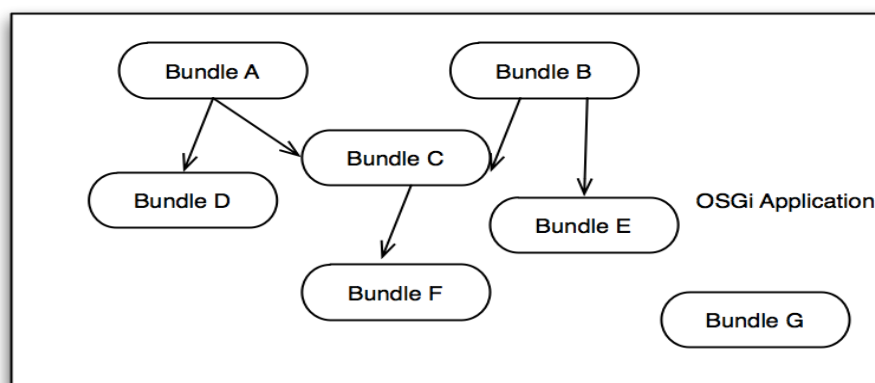 Bundle A
Bundle B
Bundle C
Bundle D
OSGi Application
Bundle E
Bundle F
Bundle G